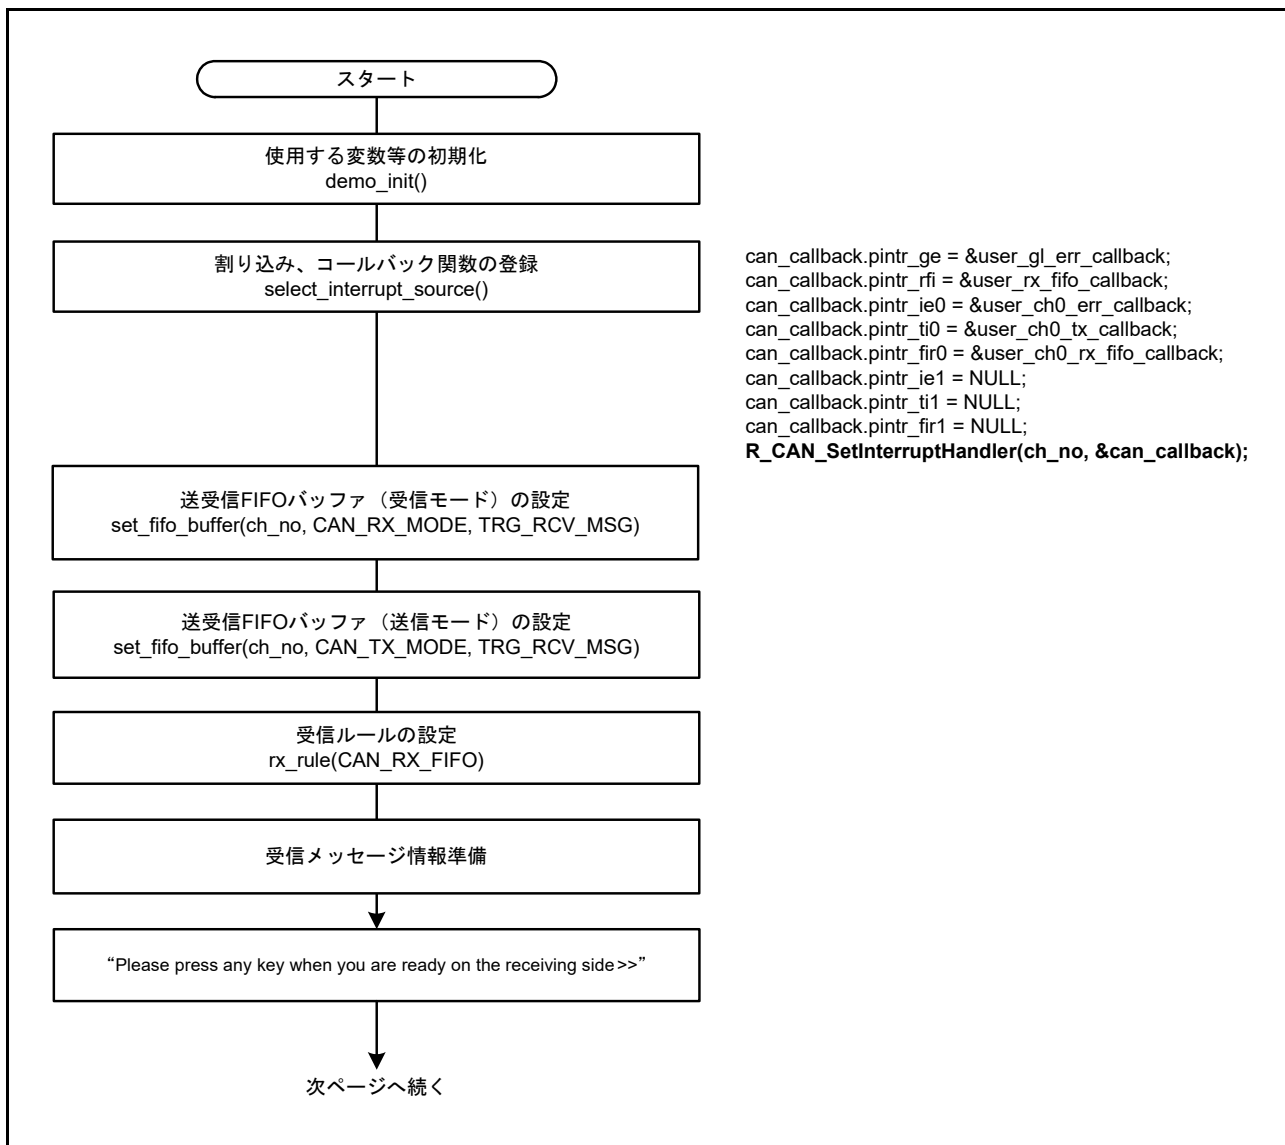 スタート
使用する変数等の初期化
demo_init()
割り込み、コールバック関数の登録
select_interrupt_source()
can_callback.pintr_ge = &user_gl_err_callback;
can_callback.pintr_rfi = &user_rx_fifo_callback;
can_callback.pintr_ie0 = &user_ch0_err_callback;
can_callback.pintr_ti0 = &user_ch0_tx_callback;
can_callback.pintr_fir0 = &user_ch0_rx_fifo_callback;
can_callback.pintr_ie1 = NULL;
can_callback.pintr_ti1 = NULL;
can_callback.pintr_fir1 = NULL;
R_CAN_SetInterruptHandler(ch_no, &can_callback);
送受信FIFOバッファ（受信モード）の設定
set_fifo_buffer(ch_no, CAN_RX_MODE, TRG_RCV_MSG)
送受信FIFOバッファ（送信モード）の設定
set_fifo_buffer(ch_no, CAN_TX_MODE, TRG_RCV_MSG)
受信ルールの設定
rx_rule(CAN_RX_FIFO)
受信メッセージ情報準備
“Please press any key when you are ready on the receiving side>>”
次ページへ続く